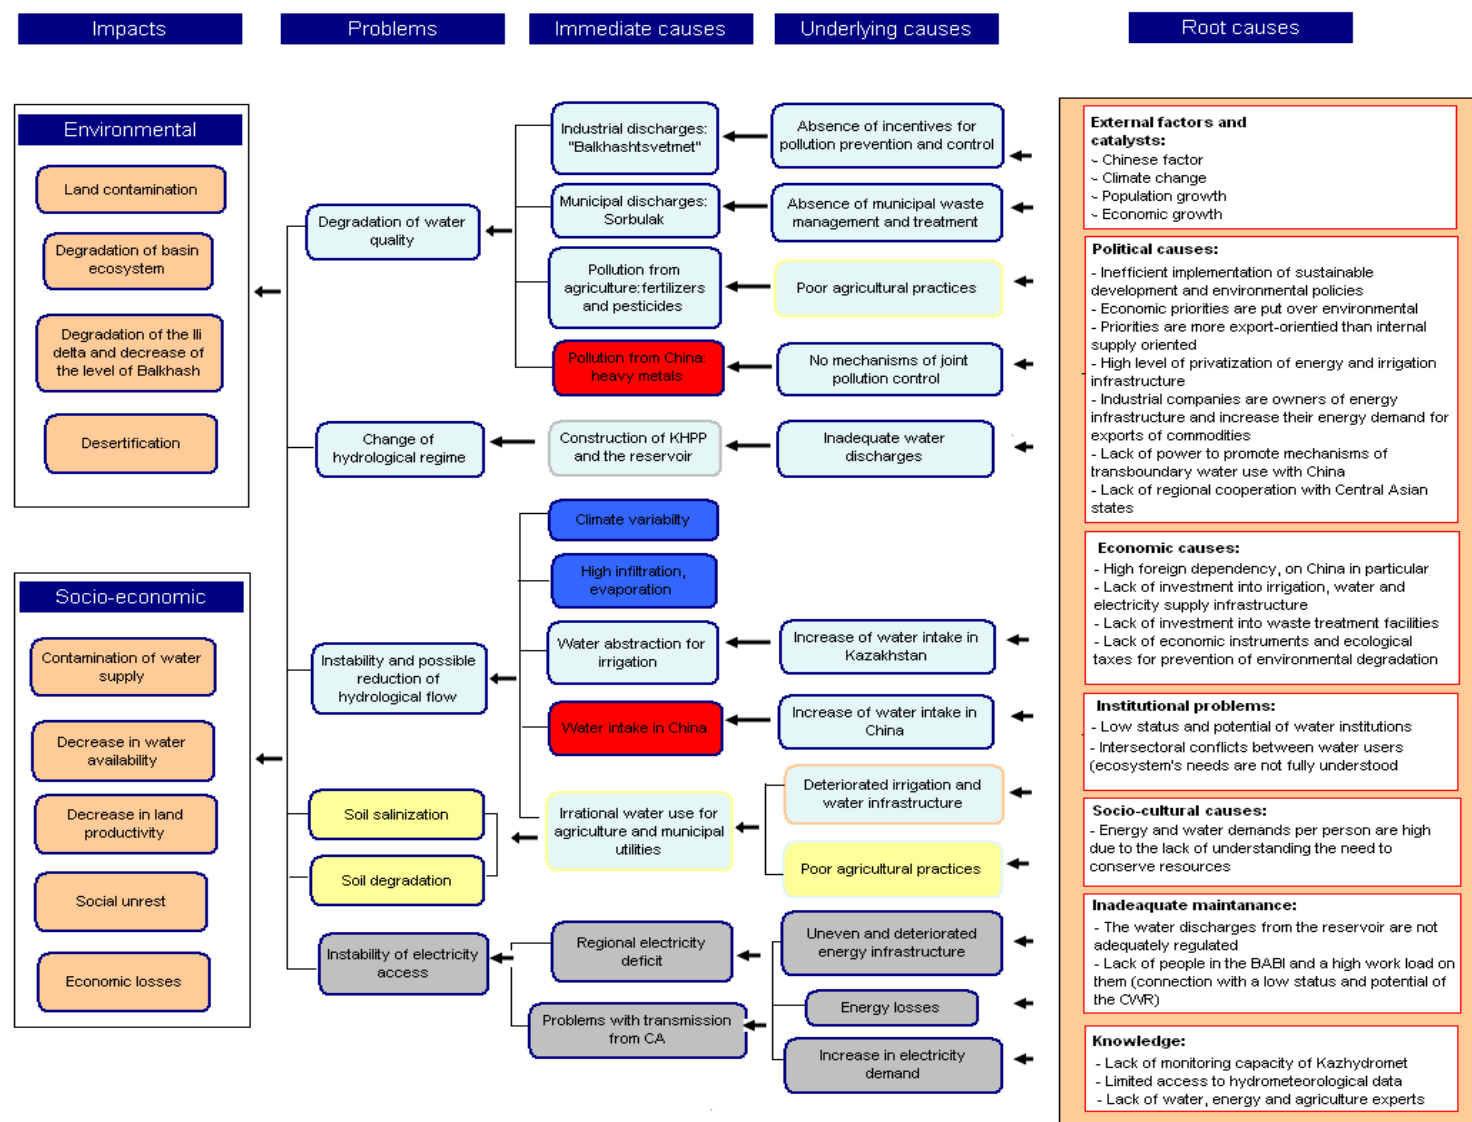 Impacts
Problems
Immediate causes
Underlying causes
Root causes
Environmental
Land contamination
Degradation of basin
ecosystem
Degradation of the Ili
delta and decrease of
the level of Balkhash
Desertification
Socio-economic
Contamination of water
supply
Decrease in water
availability
Decrease in land
productivity
Social unrest
Economic losses
Degradation of water
quality
Change of
hydrological regime
Instability and possible
reduction of
hydrological flow
Soil salinization
Soil degradation
Instability of electricity
access
Industrial discharges:
"Balkhashtsvetmet"
Municipal discharges:
Sorbulak
Pollution from
agriculture:fertilizers
and pesticides
Pollution from China:
heavy metals
Construction of KHPP
and the reservoir
Climate variabilty
High infiltration,
evaporation
Water abstraction for
irrigation
Water intake in China
Irrational water use for
agriculture and municipal
utilities
Regional electricity
deficit
Problems with transmission
from CA
Absence of incentives for
pollution prevention and control
Absence of municipal waste
management and treatment
Poor agricultural practices
No mechanisms of joint
pollution control
Inadequate water
discharges
Increase of water intake in
Kazakhstan
Increase of water intake in
China
Deteriorated irrigation and
water infrastructure
Poor agricultural practices
Uneven and deteriorated
energy infrastructure
Energy losses
Increase in electricity
demand
External factors and
catalysts:
~ Chinese factor
~ Climate change
~ Population growth
~ Economic growth
Political causes:
- Inefficient implementation of sustainable
development and environmental policies
- Economic priorities are put over environmental
- Priorities are more export-orientied than internal
supply oriented
- High level of privatization of energy and irrigation
infrastructure
- Industrial companies are owners of energy
infrastructure and increase their energy demand for
exports of commodities
- Lack of power to promote mechanisms of
transboundary water use with China
- Lack of regional cooperation with Central Asian
states
Economic causes:
- High foreign dependency, on China in particular
- Lack of investment into irrigation, water and
electricity supply infrastructure
- Lack of investment into waste treatment facilities
- Lack of economic instruments and ecological
taxes for prevention of environmental degradation
Institutional problems:
- Low status and potential of water institutions
- Intersectoral conflicts between water users
(ecosystem's needs are not fully understood
Socio-cultural causes:
- Energy and water demands per person are high
due to the lack of understanding the need to
conserve resources
Inadeaquate maintanance:
- The water discharges from the reservoir are not
adequately regulated
- Lack of people in the BABI and a high work load on
them (connection with a low status and potential of
the CWR)
Knowledge:
- Lack of monitoring capacity of Kazhydromet
- Limited access to hydrometeorological data
- Lack of water, energy and agriculture experts